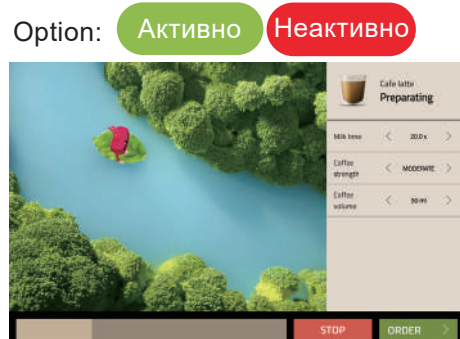 Option: Активно Неактивно
Cafe latte
Preparating
Milk time 20.0 s
Coffee
strength MODERATE
Coffee
volume 50 ml
STOP ORDER